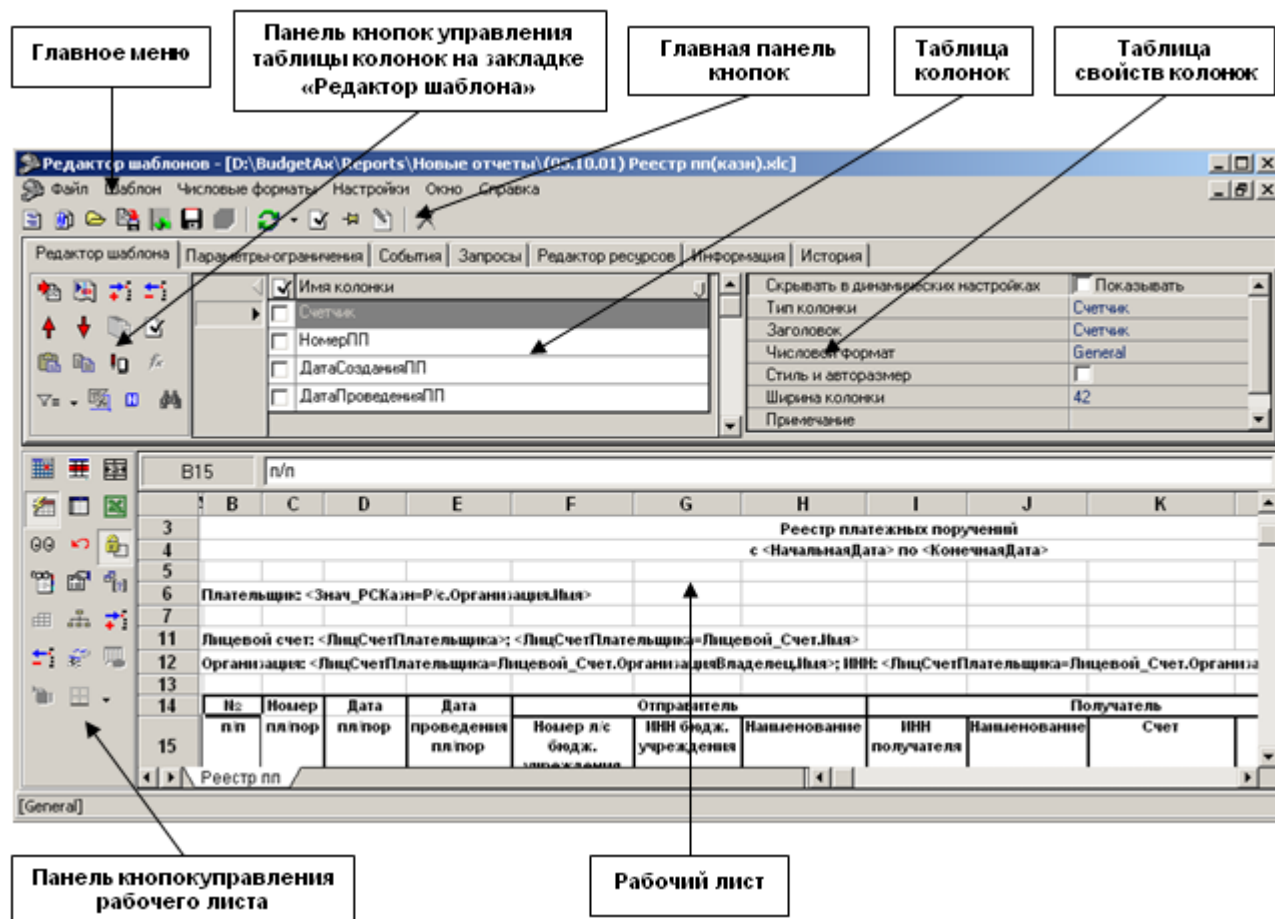 Главное меню
Панель кнопок управления
таблицы колонок на закладке
«Редактор шаблона»
Главная панель
кнопок
Таблица
колонок
Таблица
свойств колонок
Редактор шаблонов - [D:\BudgetAx\Reports\Новые отчеты\(05.10.01) Реестр пп(казн).xlc]
Файл Шаблон Числовые форматы Настройки Окно Справка
Редактор шаблона Параметры-ограничения События Запросы Редактор ресурсов Информация История
Имя колонки
Счетчик
НомерПП
ДатаСозданияПП
ДатаПроведенияПП
Скрывать в динамических настройках Показывать
Тип колонки Счетчик
Заголовок Счетчик
Числовой формат General
Стиль и авторазмер
Ширина колонки 42
Примечание
B15 п/п
B C D E F G H I J K
3 Реестр платежных поручений
4 с <НачальнаяДата> по <КонечнаяДата>
5
6 Плательщик: <Знач_РСКазн=Р/с.Организация.Имя>
7
11 Лицевой счет: <ЛицСчетПлательщика>; <ЛицСчетПлательщика=Лицевой_Счет.Имя>
12 Организация: <ЛицСчетПлательщика=Лицевой_Счет.ОрганизацияВладелец.Имя>; ИНН: <ЛицСчетПлательщика=Лицевой_Счет.Организа
13
14 № Номер Дата Дата Отправитель Получатель
15 п/п пл/пор пл/пор проведения пл/пор Номер л/с бюдж. учреждения ИНН бюдж. учреждения Наименование ИНН получателя Наименование Счет
Реестр пп
[General]
Панель кнопокуправления
рабочего листа
Рабочий лист